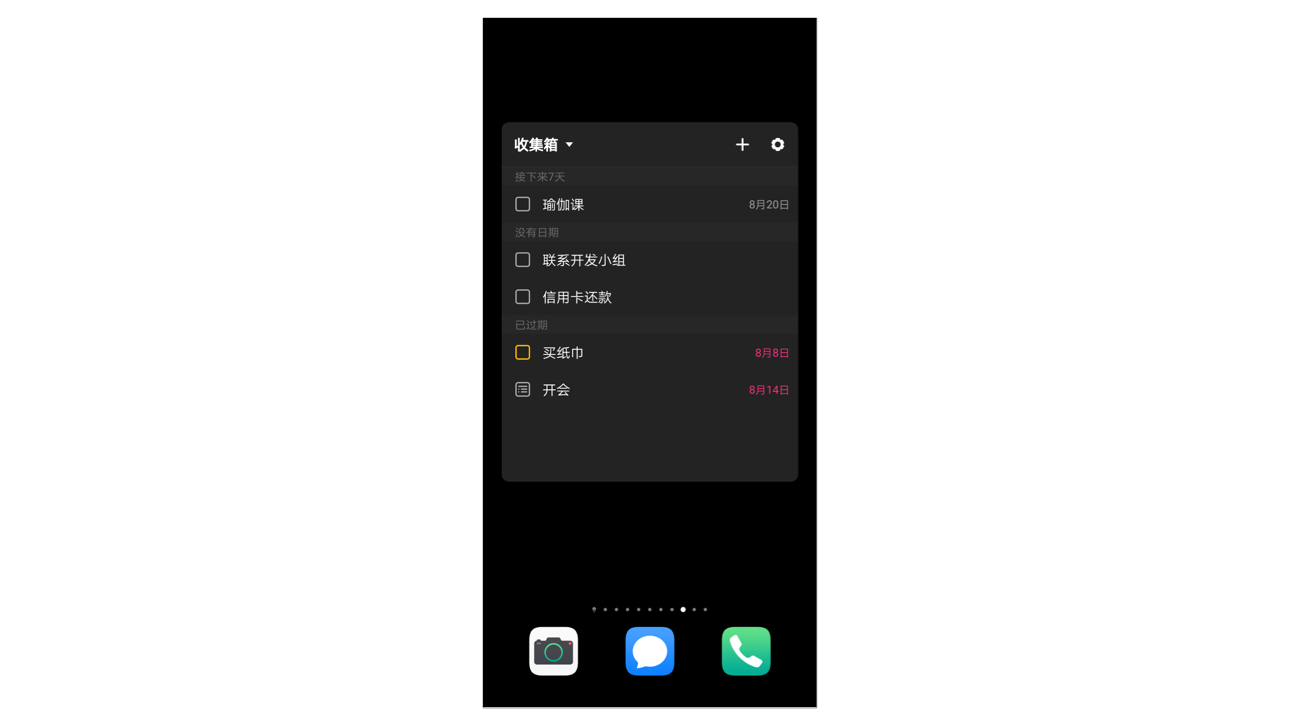 收集箱
接下来7天
瑜伽课 8月20日
没有日期
联系开发小组
信用卡还款
已过期
买纸巾 8月8日
开会 8月14日